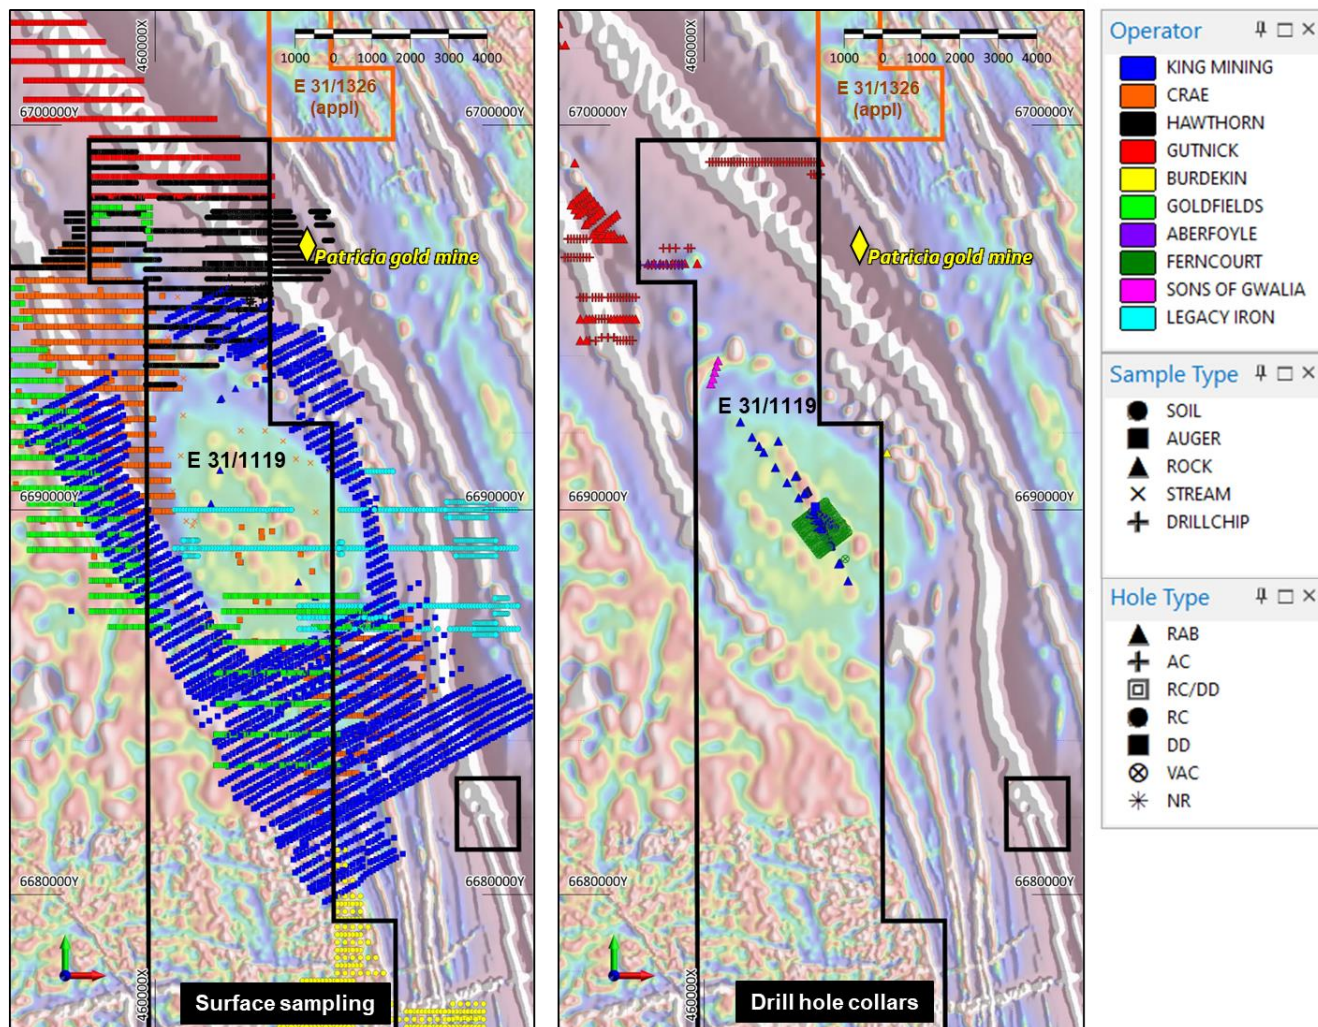 460000X
1000 0 1000 2000 3000 4000
E 31/1326
(appl)
6700000Y
6700000Y
Patricia gold mine
E 31/1119
6690000Y
6690000Y
6680000Y
6680000Y
460000X
Surface sampling
460000X
1000 0 1000 2000 3000 4000
E 31/1326
(appl)
6700000Y
6700000Y
Patricia gold mine
E 31/1119
6690000Y
6690000Y
6680000Y
6680000Y
460000X
Drill hole collars
Operator
KING MINING
CRAE
HAWTHORN
GUTNICK
BURDEKIN
GOLDFIELDS
ABERFOYLE
FERNCOURT
SONS OF GWALIA
LEGACY IRON
Sample Type
SOIL
AUGER
ROCK
STREAM
DRILLCHIP
Hole Type
RAB
AC
RC/DD
RC
DD
VAC
NR